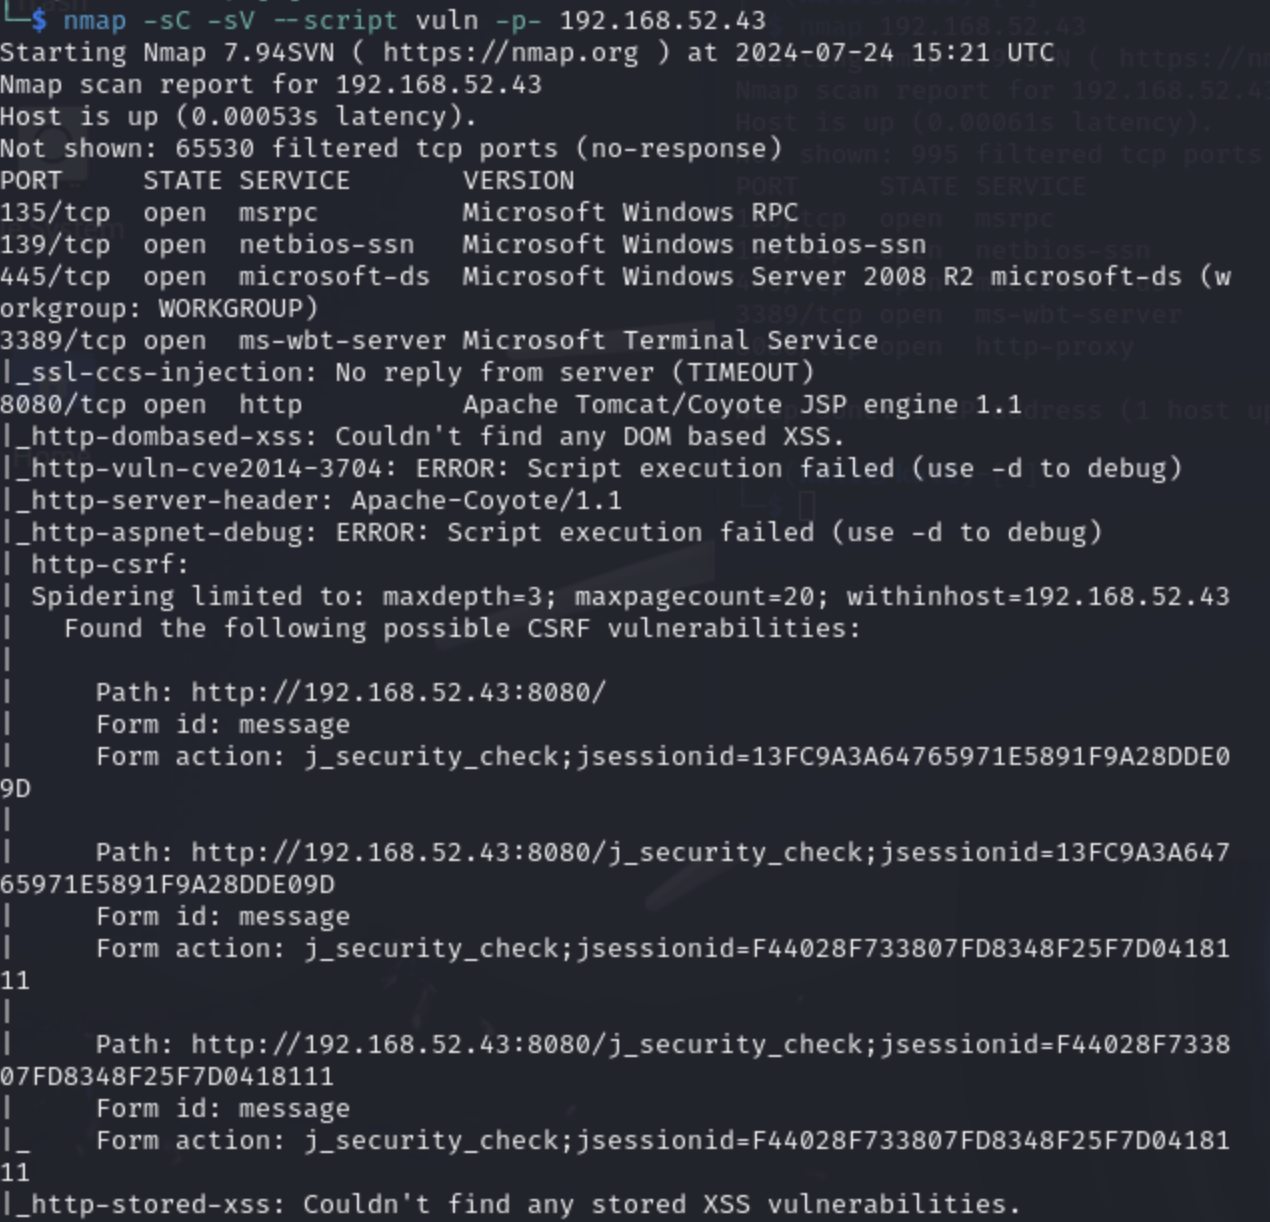 └─$ nmap -sC -sV --script vuln -p- 192.168.52.43
Starting Nmap 7.94SVN ( https://nmap.org ) at 2024-07-24 15:21 UTC
Nmap scan report for 192.168.52.43
Host is up (0.00053s latency).
Not shown: 65530 filtered tcp ports (no-response)
PORT     STATE SERVICE       VERSION
135/tcp  open  msrpc         Microsoft Windows RPC
139/tcp  open  netbios-ssn   Microsoft Windows netbios-ssn
445/tcp  open  microsoft-ds  Microsoft Windows Server 2008 R2 microsoft-ds (w
orkgroup: WORKGROUP)
3389/tcp open  ms-wbt-server Microsoft Terminal Service
|_ssl-ccs-injection: No reply from server (TIMEOUT)
8080/tcp open  http          Apache Tomcat/Coyote JSP engine 1.1
|_http-dombased-xss: Couldn't find any DOM based XSS.
|_http-vuln-cve2014-3704: ERROR: Script execution failed (use -d to debug)
|_http-server-header: Apache-Coyote/1.1
|_http-aspnet-debug: ERROR: Script execution failed (use -d to debug)
| http-csrf:
| Spidering limited to: maxdepth=3; maxpagecount=20; withinhost=192.168.52.43
|   Found the following possible CSRF vulnerabilities:
|
|     Path: http://192.168.52.43:8080/
|     Form id: message
|     Form action: j_security_check;jsessionid=13FC9A3A64765971E5891F9A28DDE0
9D
|
|     Path: http://192.168.52.43:8080/j_security_check;jsessionid=13FC9A3A647
65971E5891F9A28DDE09D
|     Form id: message
|     Form action: j_security_check;jsessionid=F44028F733807FD8348F25F7D04181
11
|
|     Path: http://192.168.52.43:8080/j_security_check;jsessionid=F44028F7338
07FD8348F25F7D0418111
|     Form id: message
|_    Form action: j_security_check;jsessionid=F44028F733807FD8348F25F7D04181
11
|_http-stored-xss: Couldn't find any stored XSS vulnerabilities.